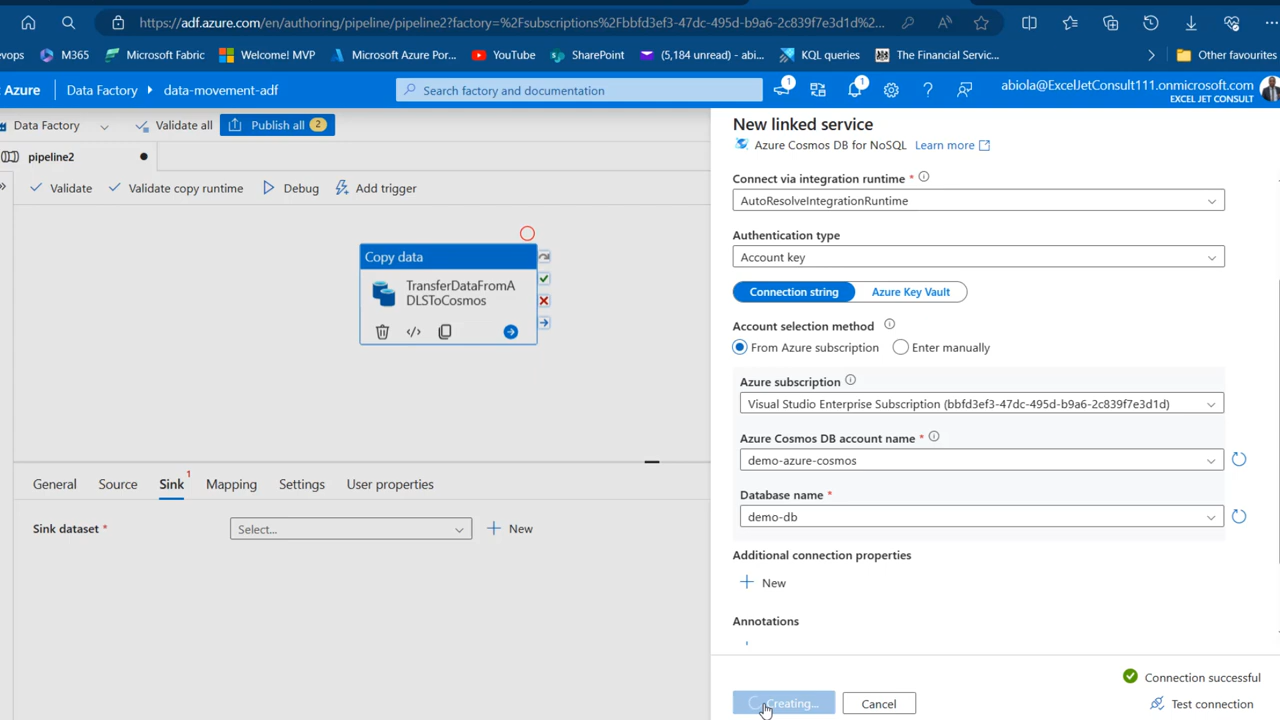 https://adf.azure.com/en/authoring/pipeline/pipeline2?factory=%2Fsubscriptions%2Fbbfd3ef3-47dc-495d-b9a6-2c839f7e3d1d%2...
evops
M365
Microsoft Fabric
Welcome! MVP
Microsoft Azure Por...
YouTube
SharePoint
(5,184 unread) - abi...
KQL queries
The Financial Servic...
Other favourites
Azure
Data Factory
data-movement-adf
Search factory and documentation
1
1
abiola@ExcelJetConsult111.onmicrosoft.com
EXCEL JET CONSULT
Data Factory
Validate all
Publish all 2
pipeline2
Validate
Validate copy runtime
Debug
Add trigger
Copy data
TransferDataFromA
DLSToCosmos
General
Source
Sink 1
Mapping
Settings
User properties
Sink dataset *
Select...
New
New linked service
Azure Cosmos DB for NoSQL Learn more
Connect via integration runtime *
AutoResolveIntegrationRuntime
Authentication type
Account key
Connection string
Azure Key Vault
Account selection method
From Azure subscription
Enter manually
Azure subscription
Visual Studio Enterprise Subscription (bbfd3ef3-47dc-495d-b9a6-2c839f7e3d1d)
Azure Cosmos DB account name *
demo-azure-cosmos
Database name *
demo-db
Additional connection properties
New
Annotations
Connection successful
Creating...
Cancel
Test connection